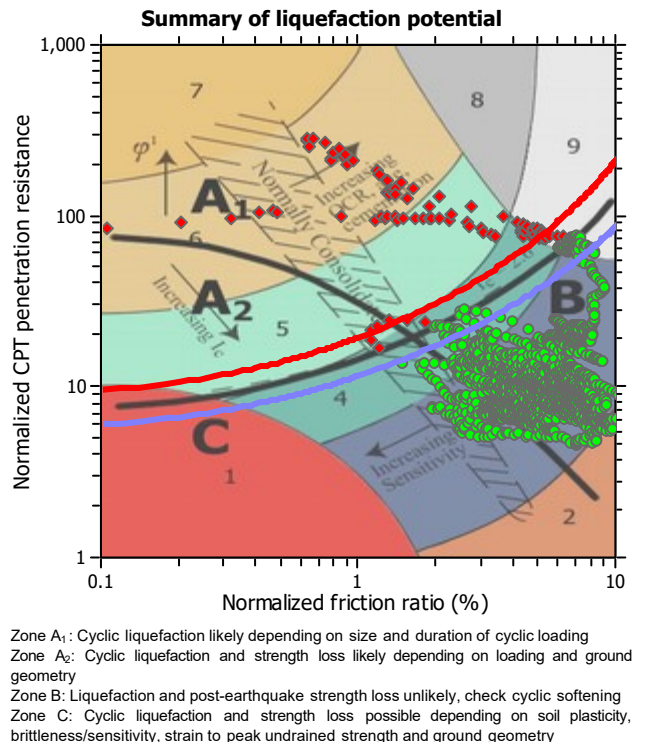 Summary of liquefaction potential
Normalized CPT penetration resistance
1,000
100
10
1
7
8
9
φ'
A1
Increasing
OCR
cementation
Normally Consolid
6
A2
Increasing Ic
5
B
4
C
1
Increasing
Sensitivity
2
0.1
1
10
Normalized friction ratio (%)
Zone A1: Cyclic liquefaction likely depending on size and duration of cyclic loading
Zone A2: Cyclic liquefaction and strength loss likely depending on loading and ground
geometry
Zone B: Liquefaction and post-earthquake strength loss unlikely, check cyclic softening
Zone C: Cyclic liquefaction and strength loss possible depending on soil plasticity,
brittleness/sensitivity, strain to peak undrained strength and ground geometry